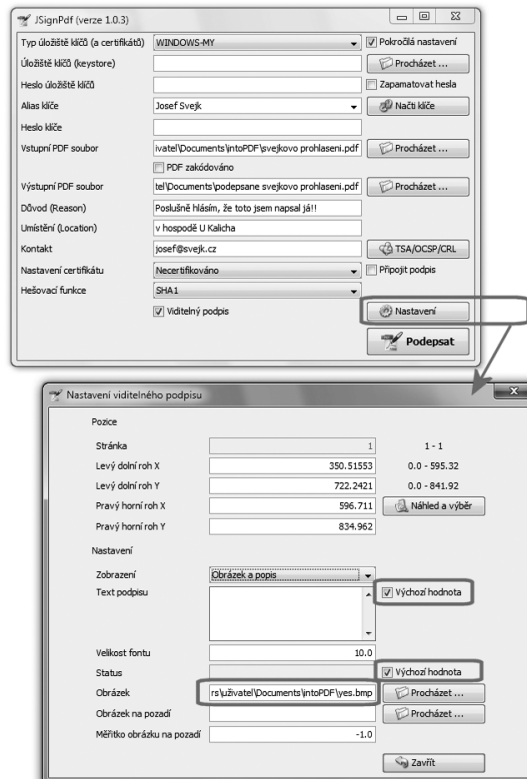 JSignPdf (verze 1.0.3)
Typ úložiště klíčů (a certifikátů) WINDOWS-MY Pokročilá nastavení
Úložiště klíčů (keystore) Procházet ...
Heslo úložiště klíčů Zapamatovat hesla
Alias klíče Josef Svejk Načti klíče
Heslo klíče
Vstupní PDF soubor ivatel\Documents\intoPDF\svejkovo prohlaseni.pdf Procházet ...
PDF zakódováno
Výstupní PDF soubor tel\Documents\podepsane svejkovo prohlaseni.pdf Procházet ...
Důvod (Reason) Poslušně hlásím, že toto jsem napsal já!!
Umístění (Location) v hospodě U Kalicha
Kontakt josef@svejk.cz TSA/OCSP/CRL
Nastavení certifikátu Necertifikováno Připojit podpis
Hešovací funkce SHA1
Viditelný podpis Nastavení
Podepsat
Nastavení viditelného podpisu
Pozice
Stránka 1 1 - 1
Levý dolní roh X 350.51553 0.0 - 595.32
Levý dolní roh Y 722.2421 0.0 - 841.92
Pravý horní roh X 596.711 Náhled a výběr
Pravý horní roh Y 834.962
Nastavení
Zobrazení Obrázek a popis
Text podpisu Výchozí hodnota
Velikost fontu 10.0
Status Výchozí hodnota
Obrázek rs\uživatel\Documents\intoPDF\yes.bmp Procházet ...
Obrázek na pozadí Procházet ...
Měřítko obrázku na pozadí -1.0
Zavřít